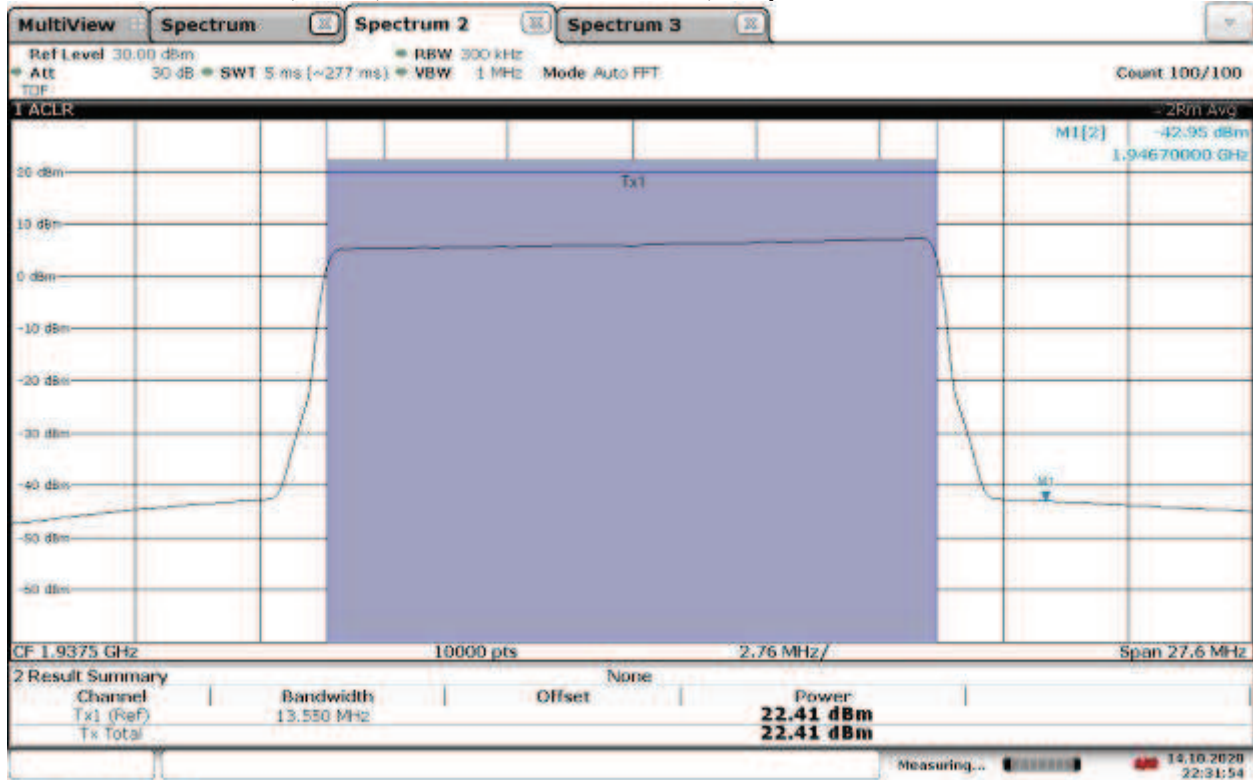 MultiView Spectrum Spectrum 2 Spectrum 3
Ref Level 30.00 dBm RBW 300 kHz
Att 30 dB SWT 5 ms (~277 ms) VBW 1 MHz Mode Auto FFT Count 100/100
TDF
1 ACLR 2Rm Avg
M1[2] -42.95 dBm
1.94670000 GHz
20 dBm
Tx1
10 dBm
0 dBm
-10 dBm
-20 dBm
-30 dBm
-40 dBm
M1
-50 dBm
-60 dBm
CF 1.9375 GHz 10000 pts 2.76 MHz/ Span 27.6 MHz
2 Result Summary None
Channel Bandwidth Offset Power
Tx1 (Ref) 13.550 MHz 22.41 dBm
Tx Total 22.41 dBm
Measuring... 14.10.2020
22:31:54